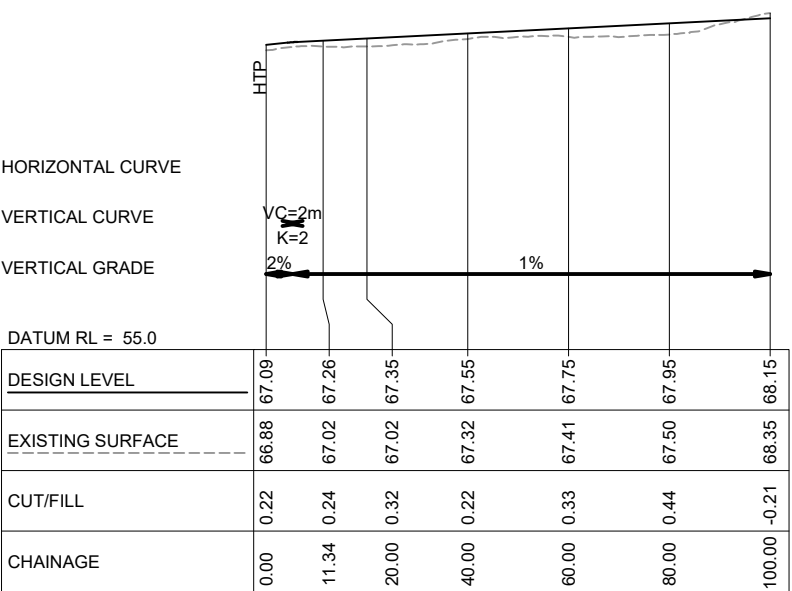 HTP
HORIZONTAL CURVE
VERTICAL CURVE VC=2m
K=2
VERTICAL GRADE 2% 1%
DATUM RL = 55.0
DESIGN LEVEL 67.09 67.26 67.35 67.55 67.75 67.95 68.15
EXISTING SURFACE 66.88 67.02 67.02 67.32 67.41 67.50 68.35
CUT/FILL 0.22 0.24 0.32 0.22 0.33 0.44 -0.21
CHAINAGE 0.00 11.34 20.00 40.00 60.00 80.00 100.00